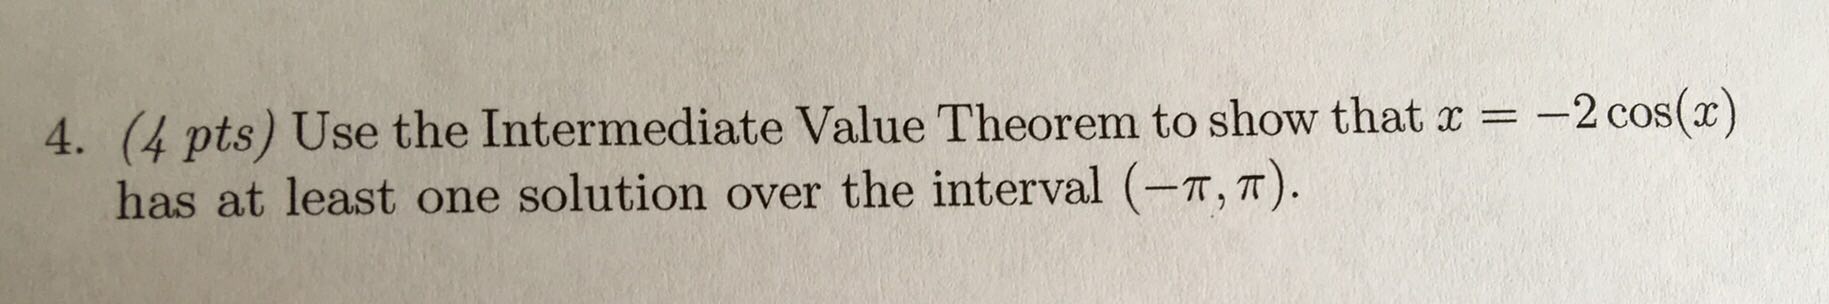 4. (4 pts) Use the Intermediate Value Theorem to show that x = −2 cos(x)
has at least one solution over the interval (−π, π).